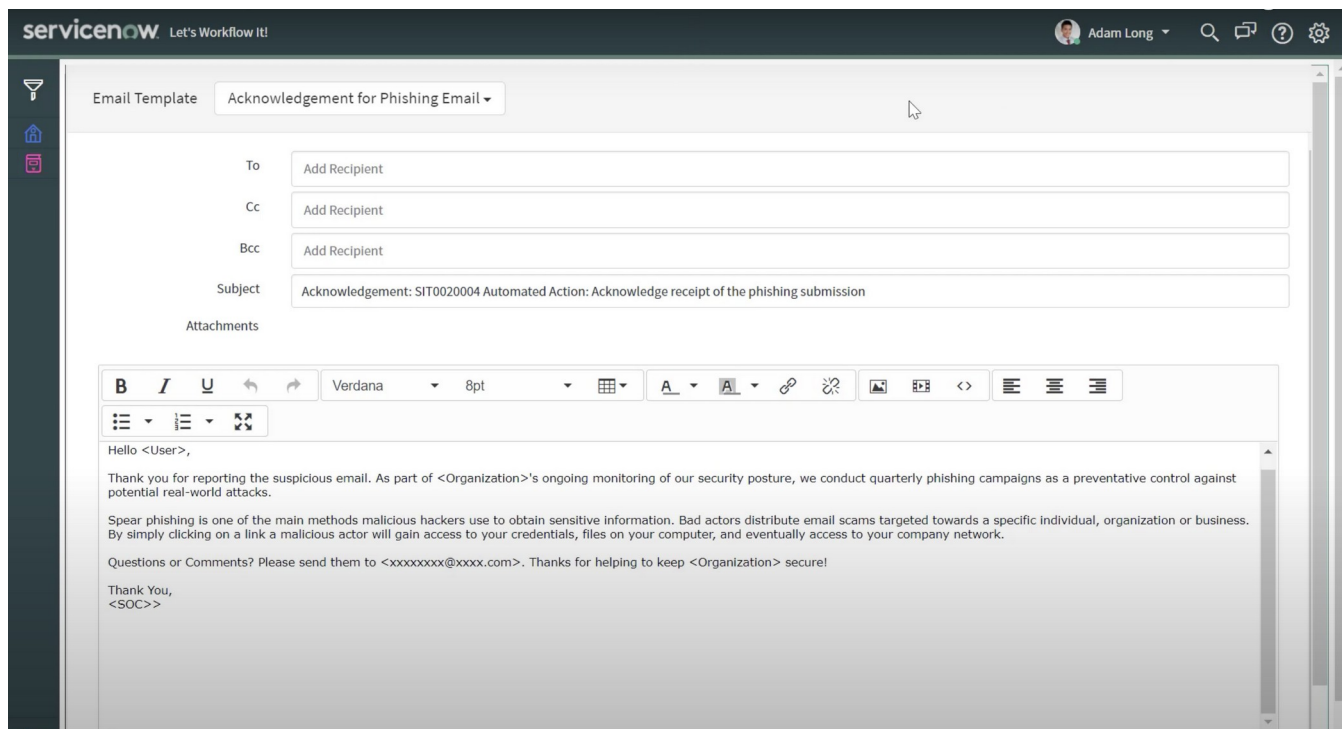 servicenow Let's Workflow It!
Adam Long
Email Template Acknowledgement for Phishing Email
To Add Recipient
Cc Add Recipient
Bcc Add Recipient
Subject Acknowledgement: SIT0020004 Automated Action: Acknowledge receipt of the phishing submission
Attachments
B I U Verdana 8pt A A
Hello <User>,
Thank you for reporting the suspicious email. As part of <Organization>'s ongoing monitoring of our security posture, we conduct quarterly phishing campaigns as a preventative control against
potential real-world attacks.
Spear phishing is one of the main methods malicious hackers use to obtain sensitive information. Bad actors distribute email scams targeted towards a specific individual, organization or business.
By simply clicking on a link a malicious actor will gain access to your credentials, files on your computer, and eventually access to your company network.
Questions or Comments? Please send them to <xxxxxxxx@xxxx.com>. Thanks for helping to keep <Organization> secure!
Thank You,
<SOC>>